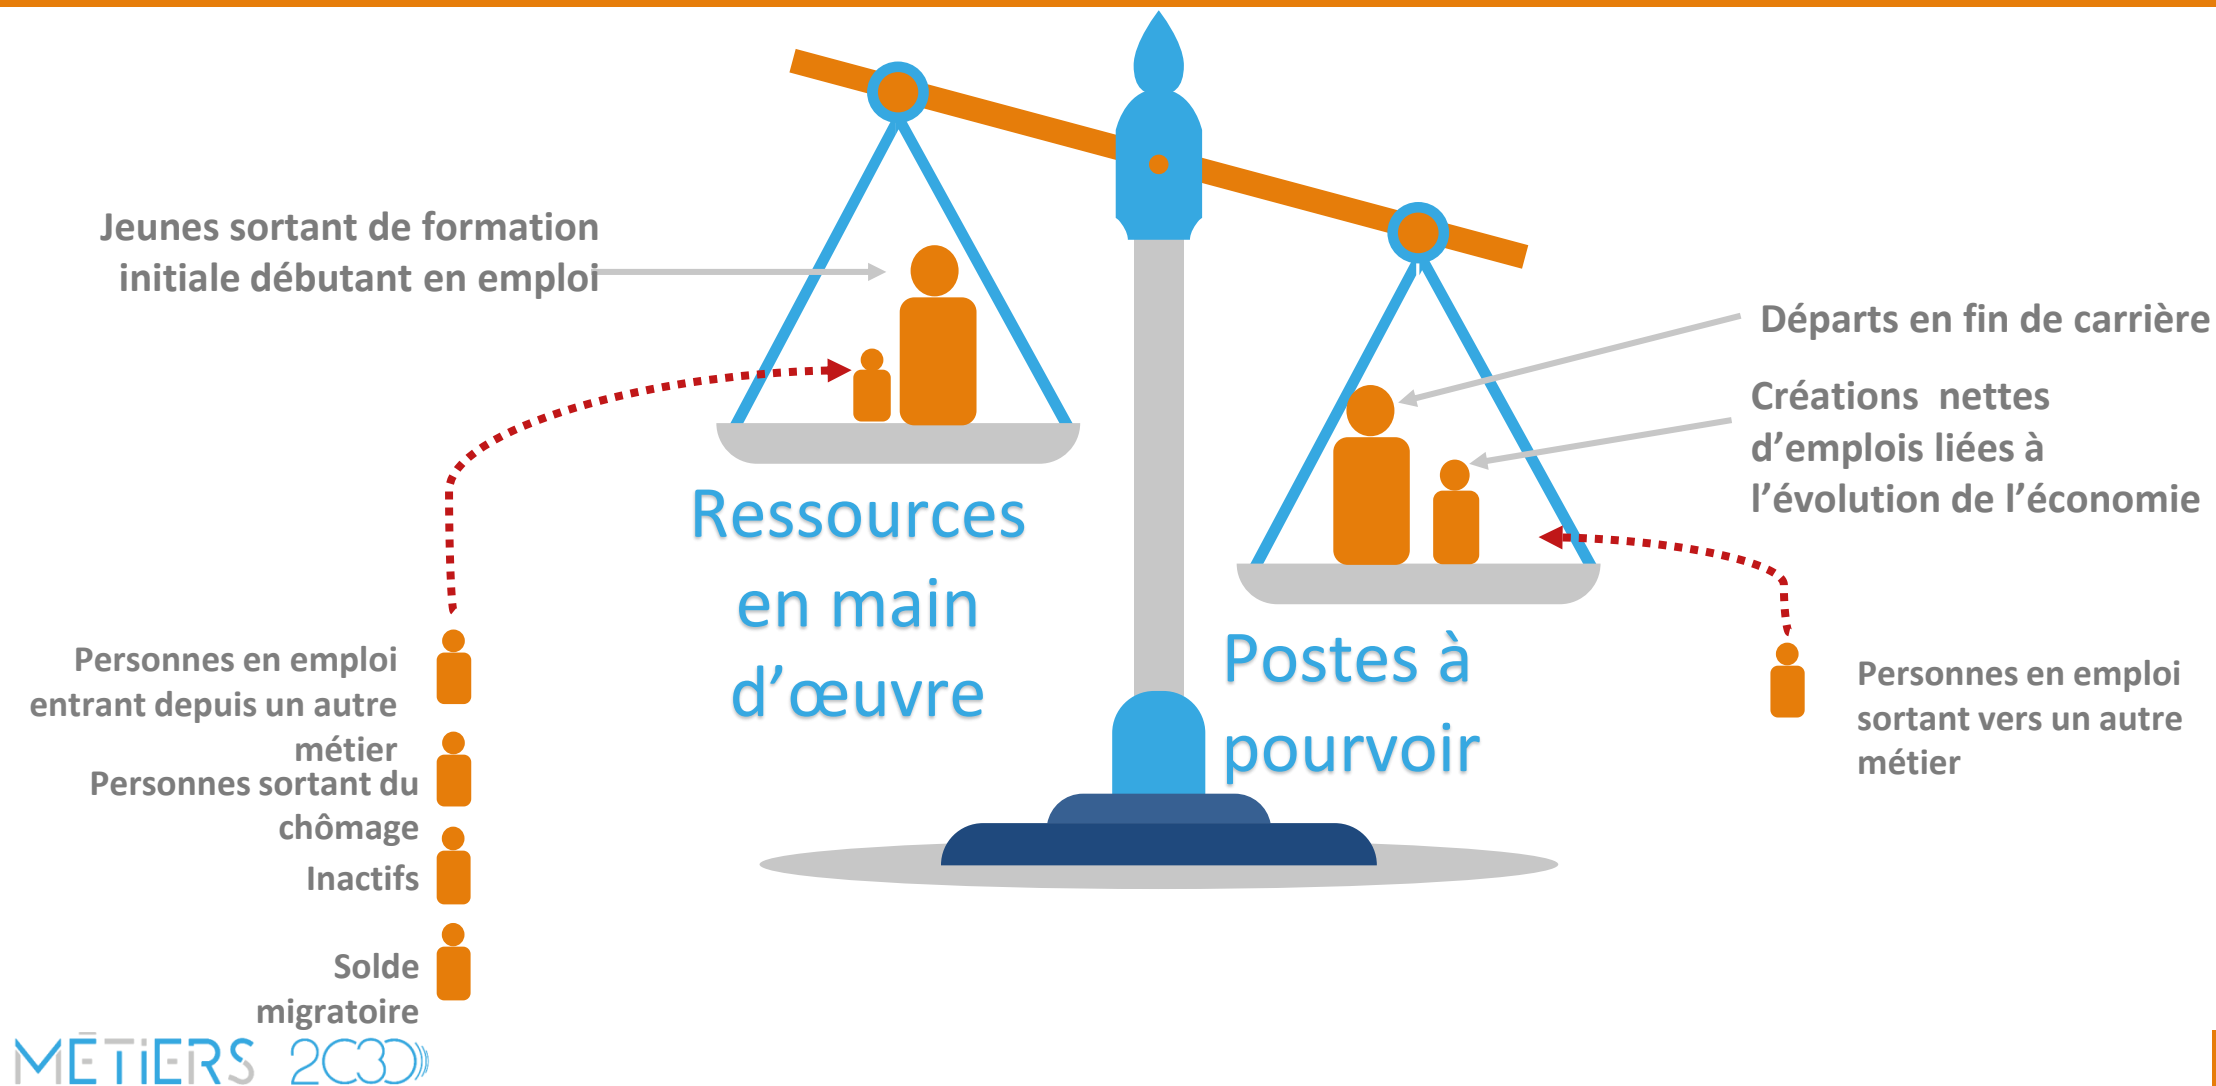 Jeunes sortant de formation
initiale débutant en emploi
Départs en fin de carrière
Créations  nettes
d’emplois liées à
l’évolution de l’économie
Ressources
en main
d’œuvre
Postes à
pourvoir
Personnes en emploi
entrant depuis un autre
métier
Personnes sortant du
chômage
Inactifs
Solde
migratoire
Personnes en emploi
sortant vers un autre
métier
MÉTiERS 2030